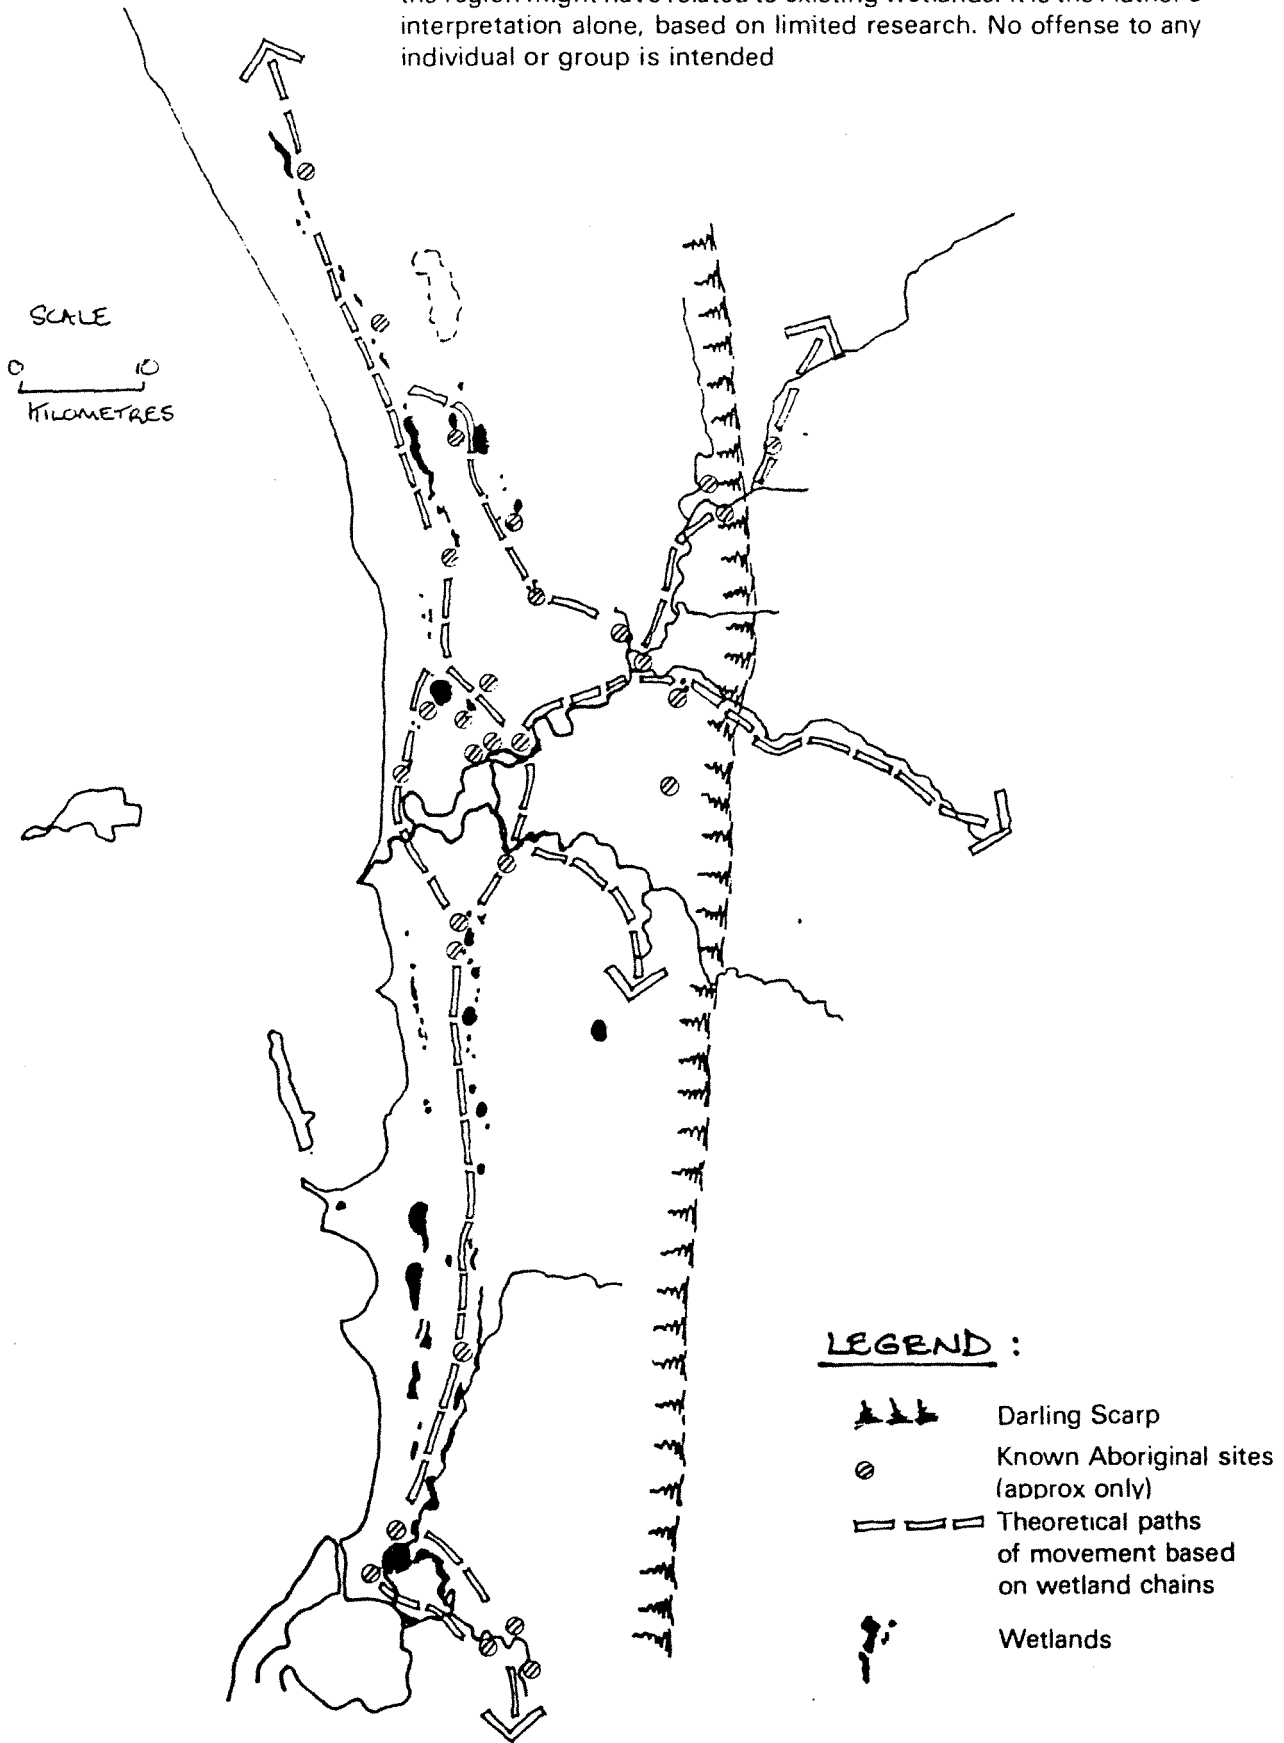 interpretation alone, based on limited research. No offense to any
individual or group is intended
SCALE
0 10
KILOMETRES
LEGEND :
Darling Scarp
Known Aboriginal sites
(approx only)
Theoretical paths
of movement based
on wetland chains
Wetlands